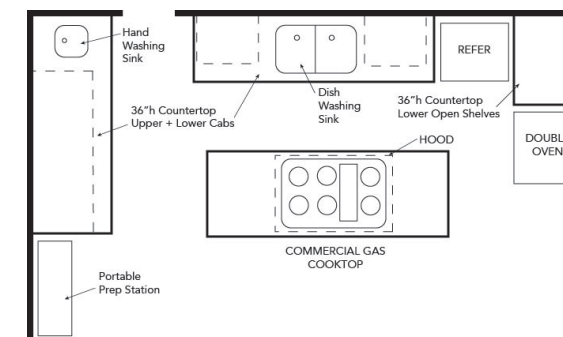 Hand
Washing
Sink
REFER
36"h Countertop
Upper + Lower Cabs
Dish
Washing
Sink
36"h Countertop
Lower Open Shelves
HOOD
DOUBL
OVEN
COMMERCIAL GAS
COOKTOP
Portable
Prep Station